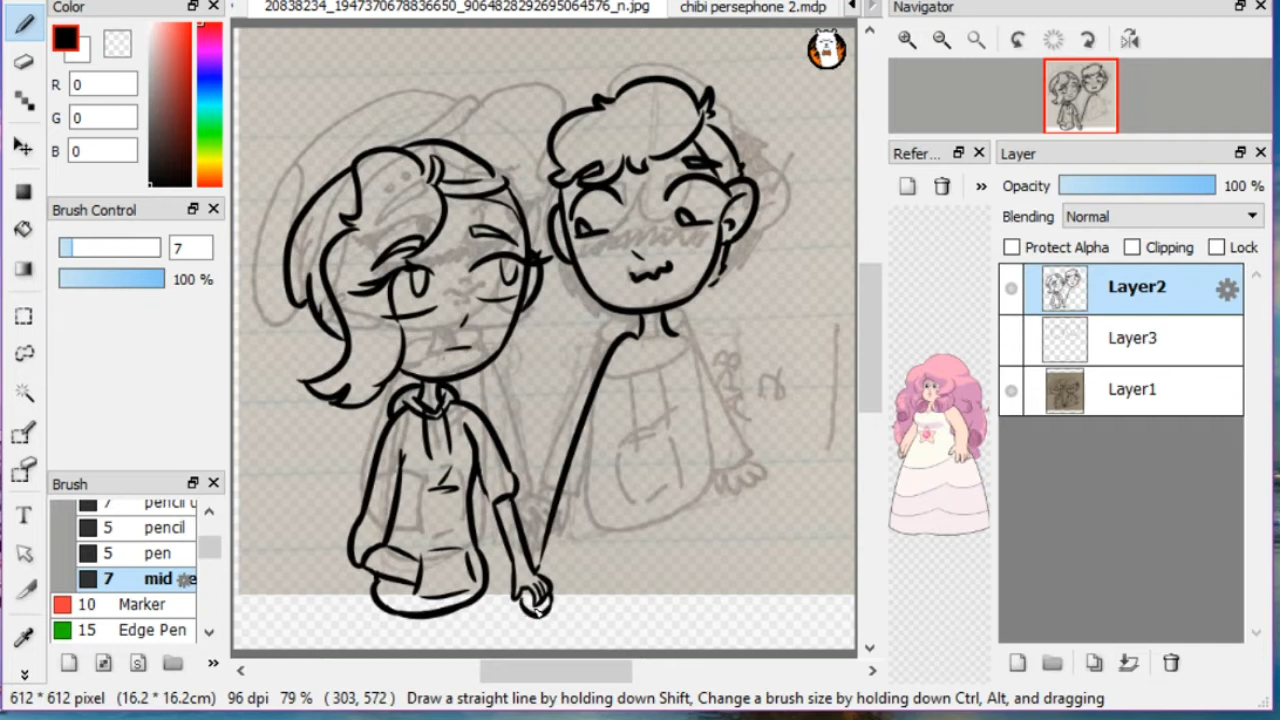 Color
20838234_1947370678836650_9064828292695064576_n.jpg
chibi persephone 2.mdp
Navigator
R 0
G 0
B 0
Brush Control
7
100 %
Refer...
Layer
Opacity 100 %
Blending Normal
Protect Alpha
Clipping
Lock
Layer2
Layer3
Layer1
Brush
7
5 pencil
5 pen
7 mid
10 Marker
15 Edge Pen
T
612 * 612 pixel (16.2 * 16.2cm) 96 dpi 79 % ( 303, 572 ) Draw a straight line by holding down Shift, Change a brush size by holding down Ctrl, Alt, and dragging